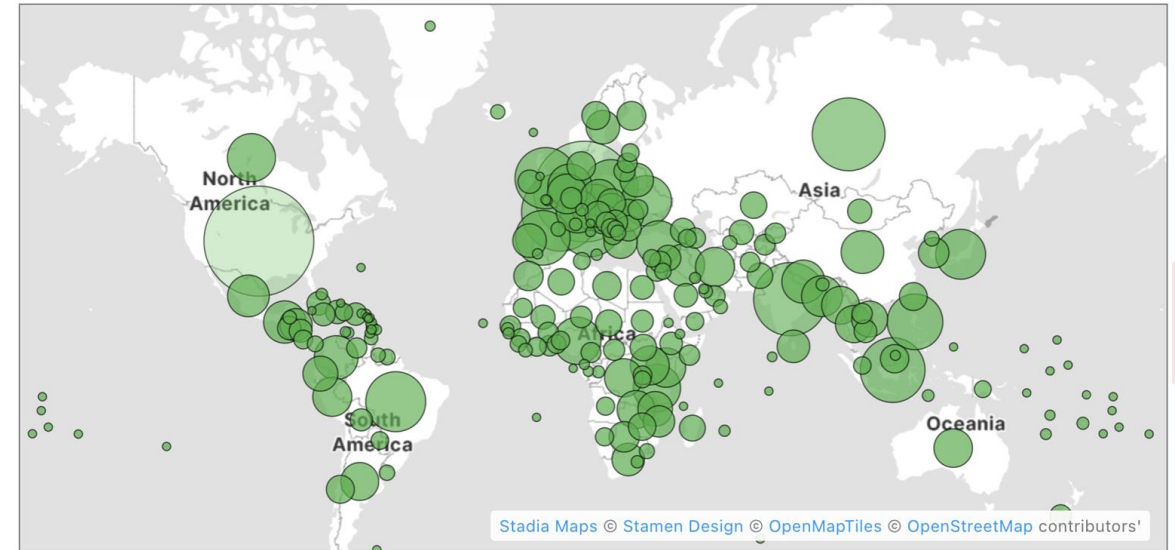 North
America
Asia
Africa
South
America
Oceania
Stadia Maps © Stamen Design © OpenMapTiles © OpenStreetMap contributors'